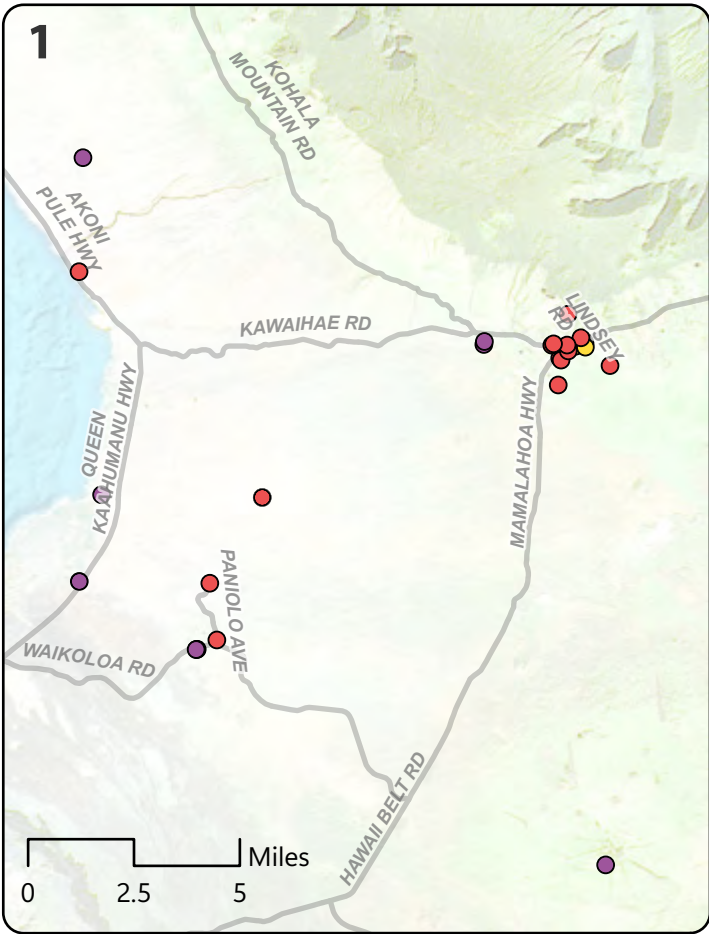 1
KOHALA
MOUNTAIN RD
AKONI
PULE HWY
LINDSEY
RD
KAWAIHAE RD
QUEEN
KAAHUMANU HWY
MAMALAHOA HWY
PANIOLO AVE
WAIKOLOA RD
HAWAII BELT RD
Miles
0 2.5 5